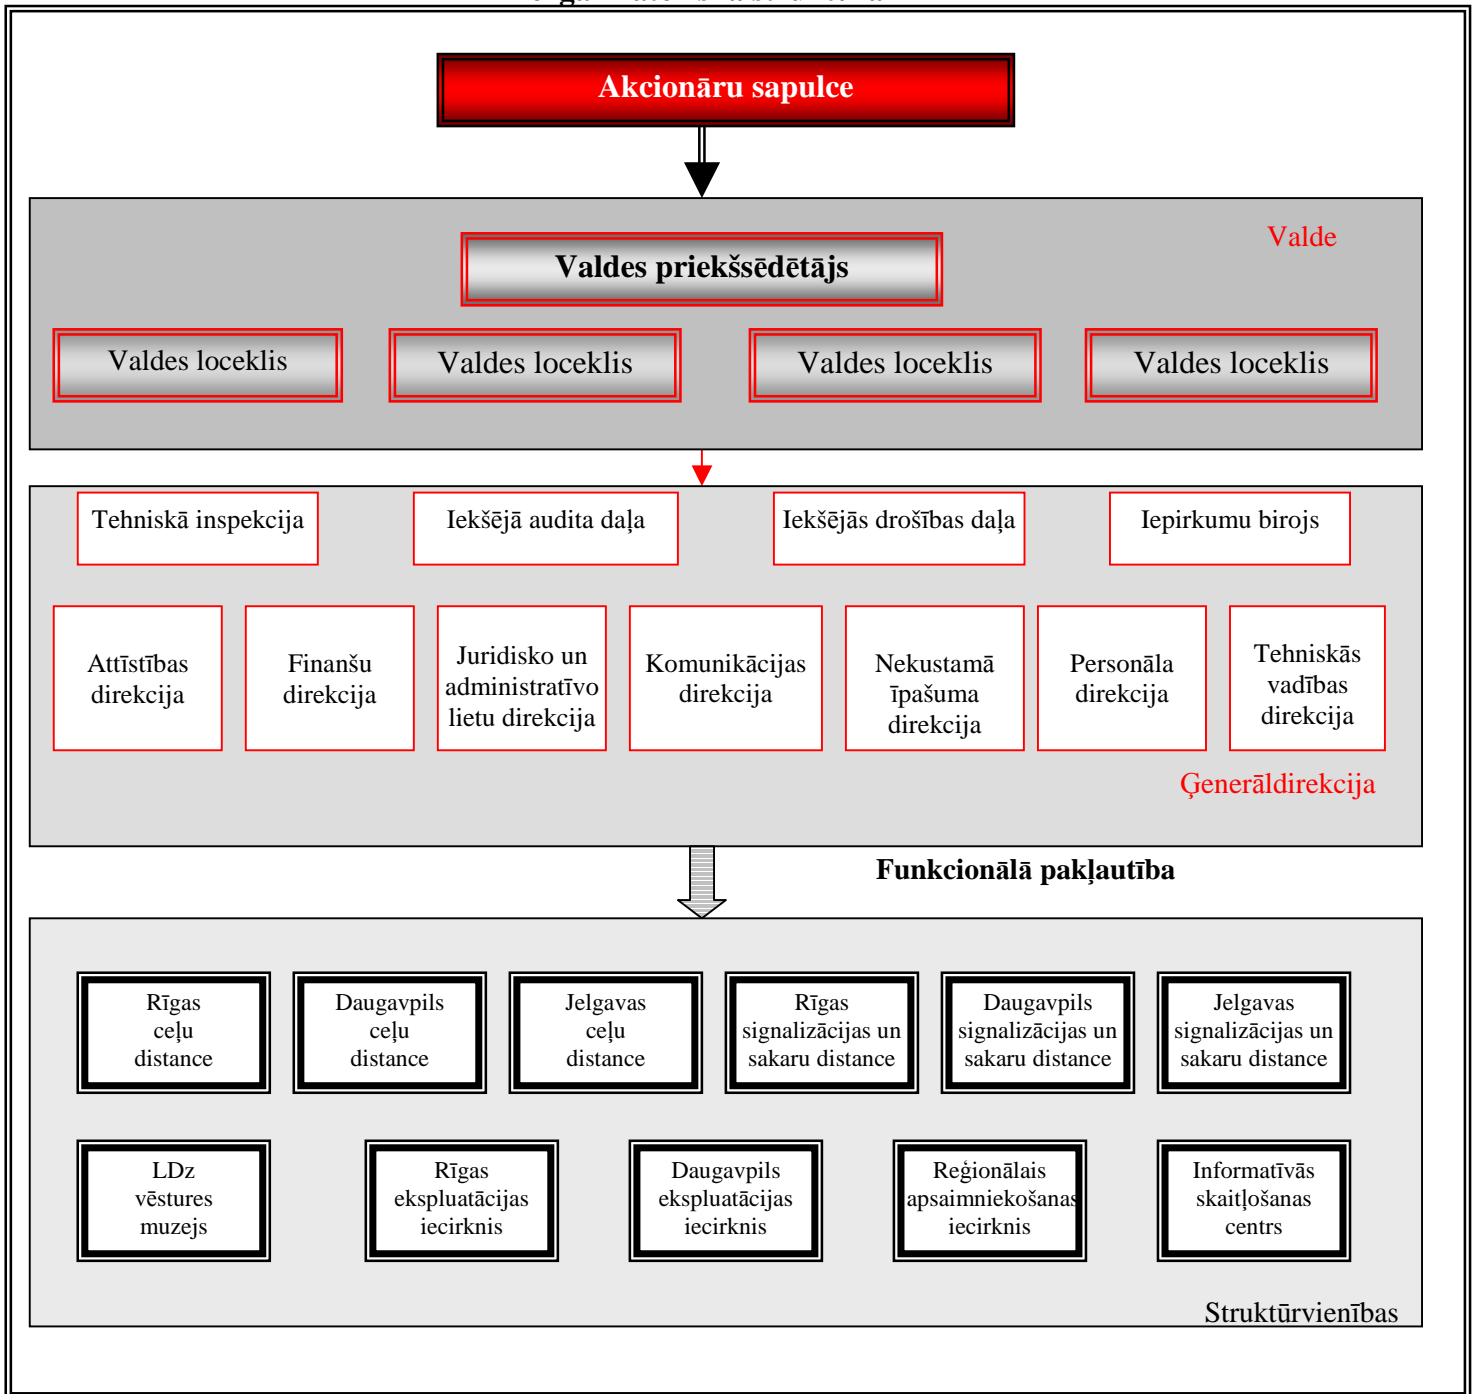 Akcionāru sapulce
Valde
Valdes priekšsēdētājs
Valdes loceklis
Valdes loceklis
Valdes loceklis
Valdes loceklis
Tehniskā inspekcija
Iekšējā audita daļa
Iekšējās drošības daļa
Iepirkumu birojs
Attīstības
direkcija
Finanšu
direkcija
Juridisko un
administratīvo
lietu direkcija
Komunikācijas
direkcija
Nekustamā
īpašuma
direkcija
Personāla
direkcija
Tehniskās
vadības
direkcija
Ģenerāldirekcija
Funkcionālā pakļautība
Rīgas
ceļu
distance
Daugavpils
ceļu
distance
Jelgavas
ceļu
distance
Rīgas
signalizācijas un
sakaru distance
Daugavpils
signalizācijas un
sakaru distance
Jelgavas
signalizācijas un
sakaru distance
LDz
vēstures
muzejs
Rīgas
ekspluatācijas
iecirknis
Daugavpils
ekspluatācijas
iecirknis
Reģionālais
apsaimniekošanas
iecirknis
Informatīvās
skaitļošanas
centrs
Struktūrvienības